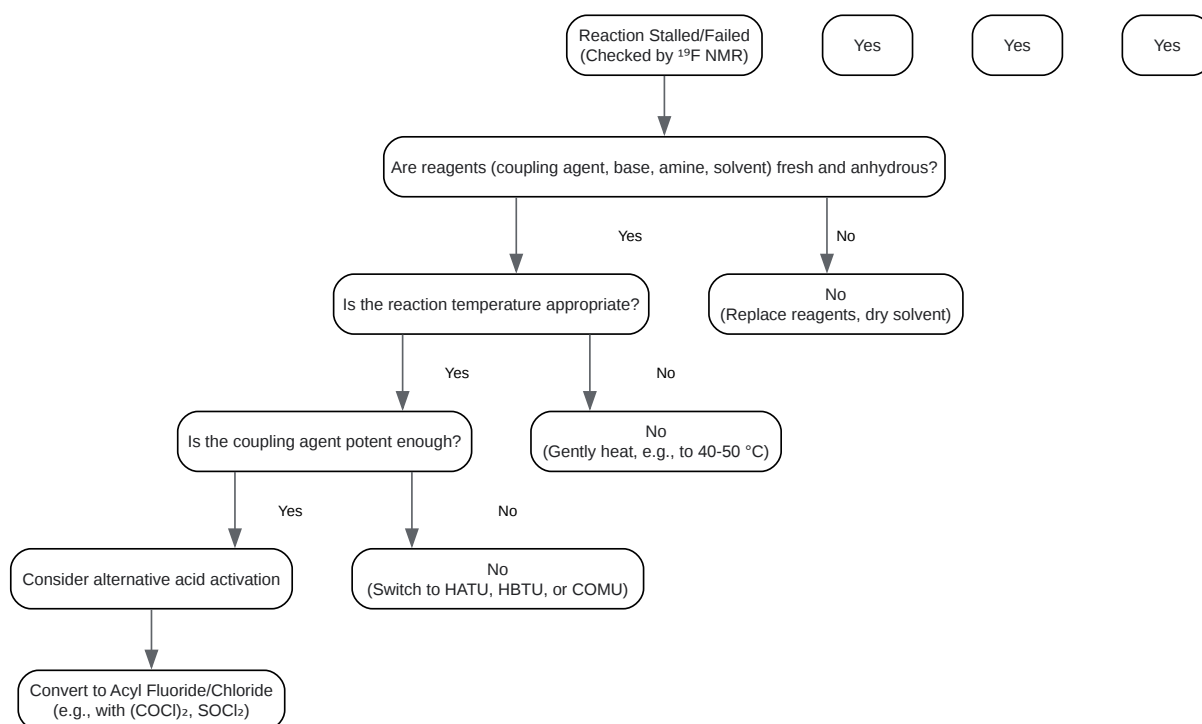 Reaction Stalled/Failed
(Checked by ¹⁹F NMR)
Yes
Yes
Yes
Are reagents (coupling agent, base, amine, solvent) fresh and anhydrous?
Yes
No
Is the reaction temperature appropriate?
No
(Replace reagents, dry solvent)
Yes
No
Is the coupling agent potent enough?
No
(Gently heat, e.g., to 40-50 °C)
Yes
No
Consider alternative acid activation
No
(Switch to HATU, HBTU, or COMU)
Convert to Acyl Fluoride/Chloride
(e.g., with (COCl)₂, SOCl₂)